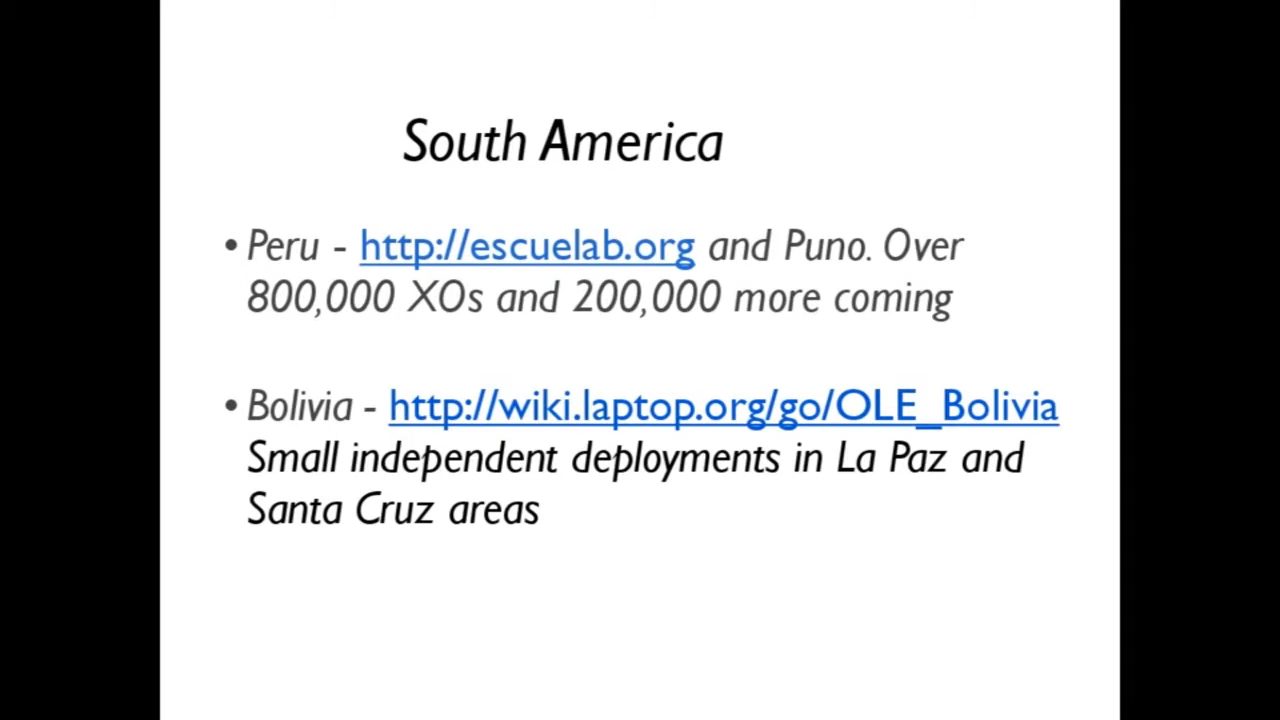 South America
• Peru - http://escuelab.org and Puno. Over
800,000 XOs and 200,000 more coming
• Bolivia - http://wiki.laptop.org/go/OLE_Bolivia
Small independent deployments in La Paz and
Santa Cruz areas